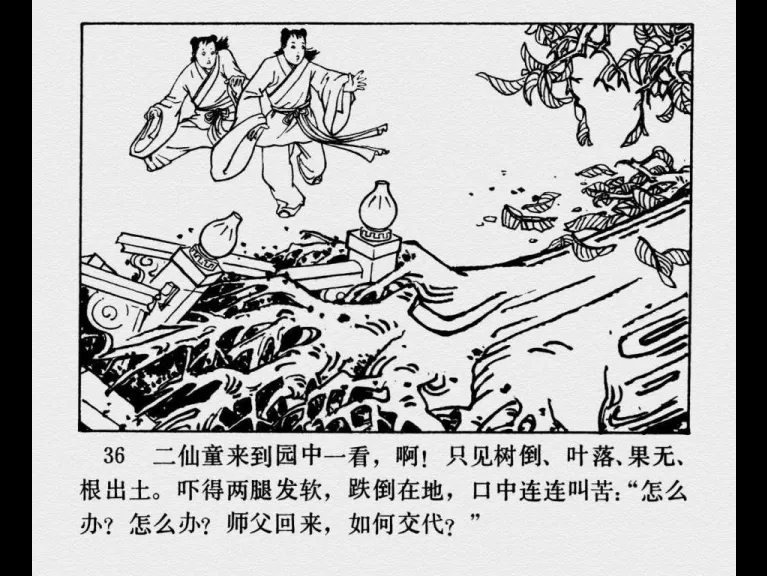 36 二仙童来到园中一看，啊！只见树倒、叶落、果无、
根出土。吓得两腿发软，跌倒在地，口中连连叫苦：“怎么
办？怎么办？师父回来，如何交代？”